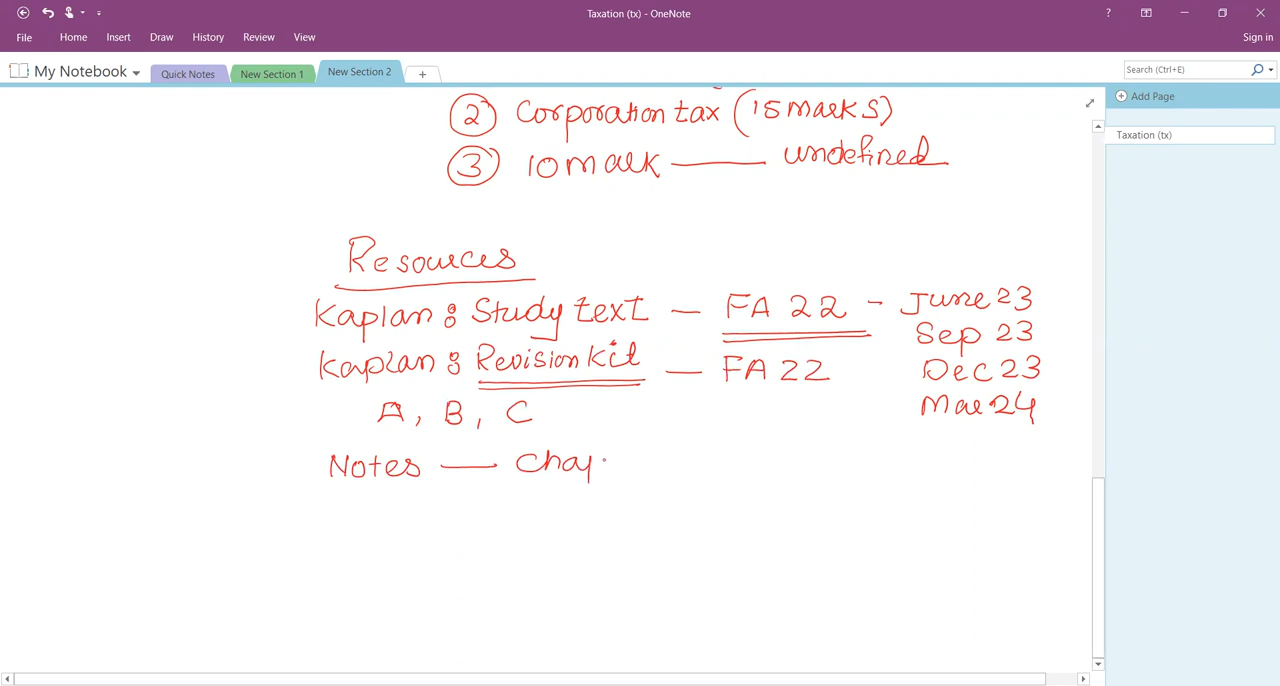 Taxation (tx) - OneNote
?
File Home Insert Draw History Review View
Sign in
My Notebook Quick Notes New Section 1 New Section 2 +
Search (Ctrl+E)
Add Page
Taxation (tx)
2 Corporation tax (15 Marks)
3 10 mark — undefined
Resources
Kaplan : Study text — FA 22 - June 23
Sep 23
Kaplan : Revision Kit — FA 22 Dec 23
A, B, C Mar 24
Notes — Chap